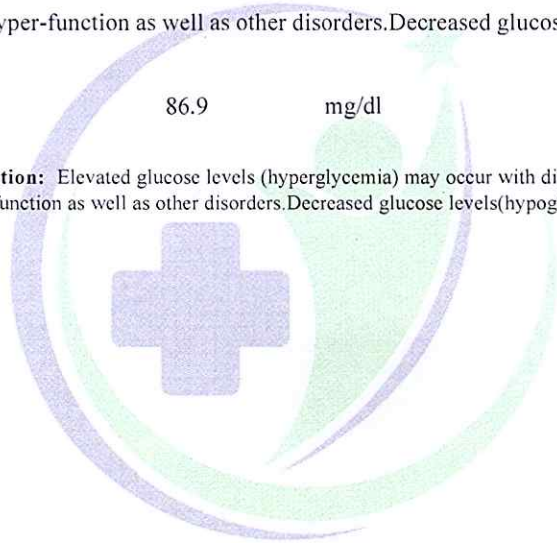 yper-function as well as other disorders.Decreased glucos
86.9 mg/dl
tion: Elevated glucose levels (hyperglycemia) may occur with di
function as well as other disorders.Decreased glucose levels(hypog